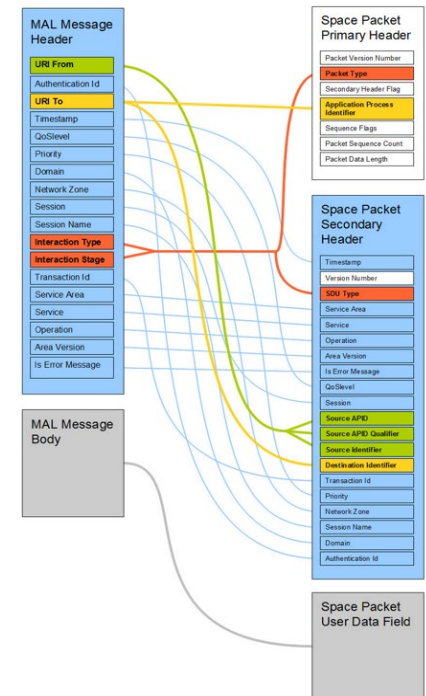 MAL Message
Header
URI From
Authentication Id
URI To
Timestamp
QoSlevel
Priority
Domain
Network Zone
Session
Session Name
Interaction Type
Interaction Stage
Transaction Id
Service Area
Service
Operation
Area Version
Is Error Message
MAL Message
Body
Space Packet
Primary Header
Packet Version Number
Packet Type
Secondary Header Flag
Application Process
Identifier
Sequence Flags
Packet Sequence Count
Packet Data Length
Space Packet
Secondary
Header
Timestamp
Version Number
SDU Type
Service Area
Service
Operation
Area Version
Is Error Message
QoSlevel
Session
Source APID
Source APID Qualifier
Source Identifier
Destination Identifier
Transaction Id
Priority
Network Zone
Session Name
Domain
Authentication Id
Space Packet
User Data Field